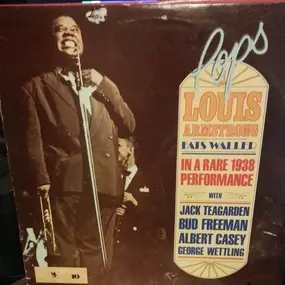 Pops
LOUIS
ARMSTRONG
FATS WALLER
IN A RARE 1938
PERFORMANCE
WITH
JACK TEAGARDEN
BUD FREEMAN
ALBERT CASEY
GEORGE WETTLING